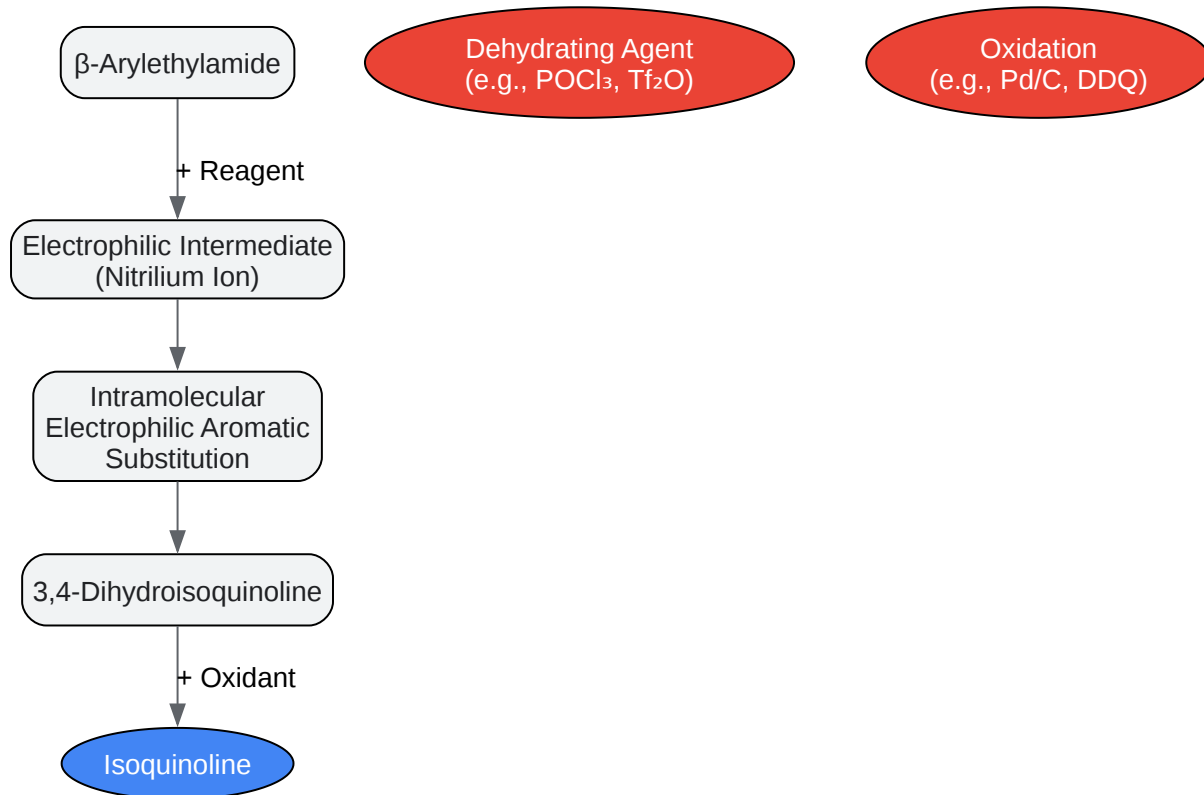 β-Arylethylamide
Dehydrating Agent
(e.g., POCl₃, Tf₂O)
Oxidation
(e.g., Pd/C, DDQ)
+ Reagent
Electrophilic Intermediate
(Nitrilium Ion)
Intramolecular
Electrophilic Aromatic
Substitution
3,4-Dihydroisoquinoline
+ Oxidant
Isoquinoline